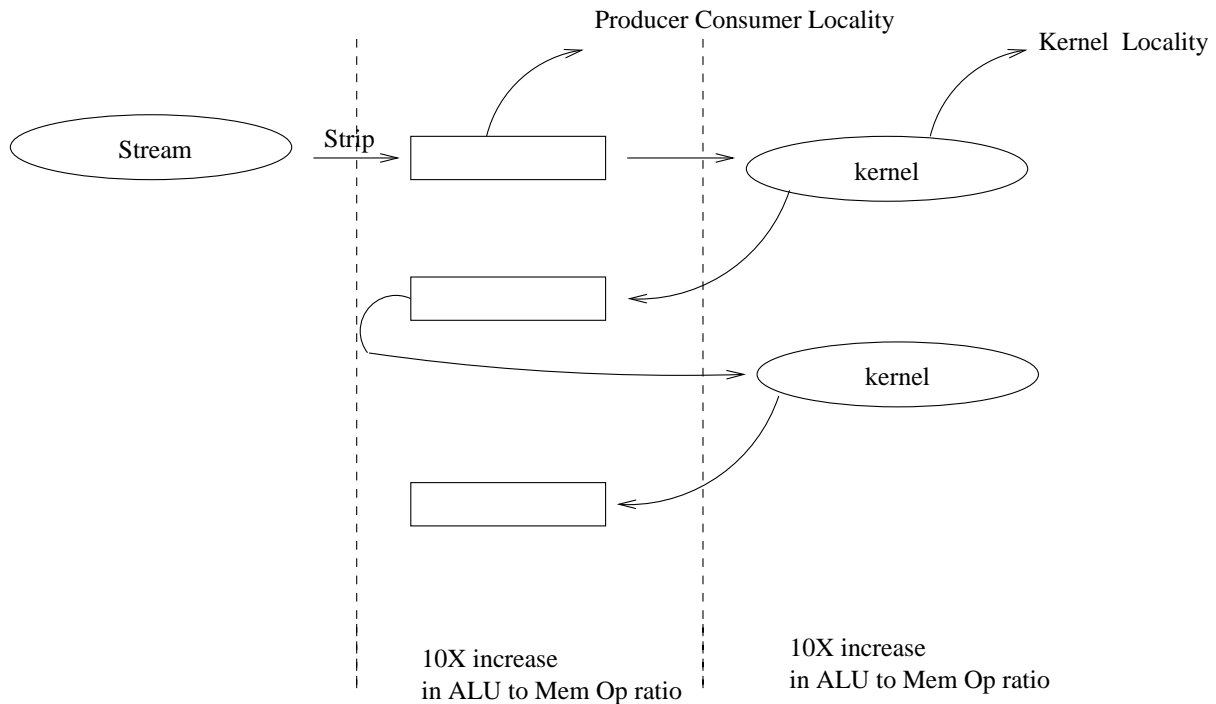 Producer Consumer Locality
Kernel Locality
Stream
Strip
kernel
kernel
10X increase
in ALU to Mem Op ratio
10X increase
in ALU to Mem Op ratio